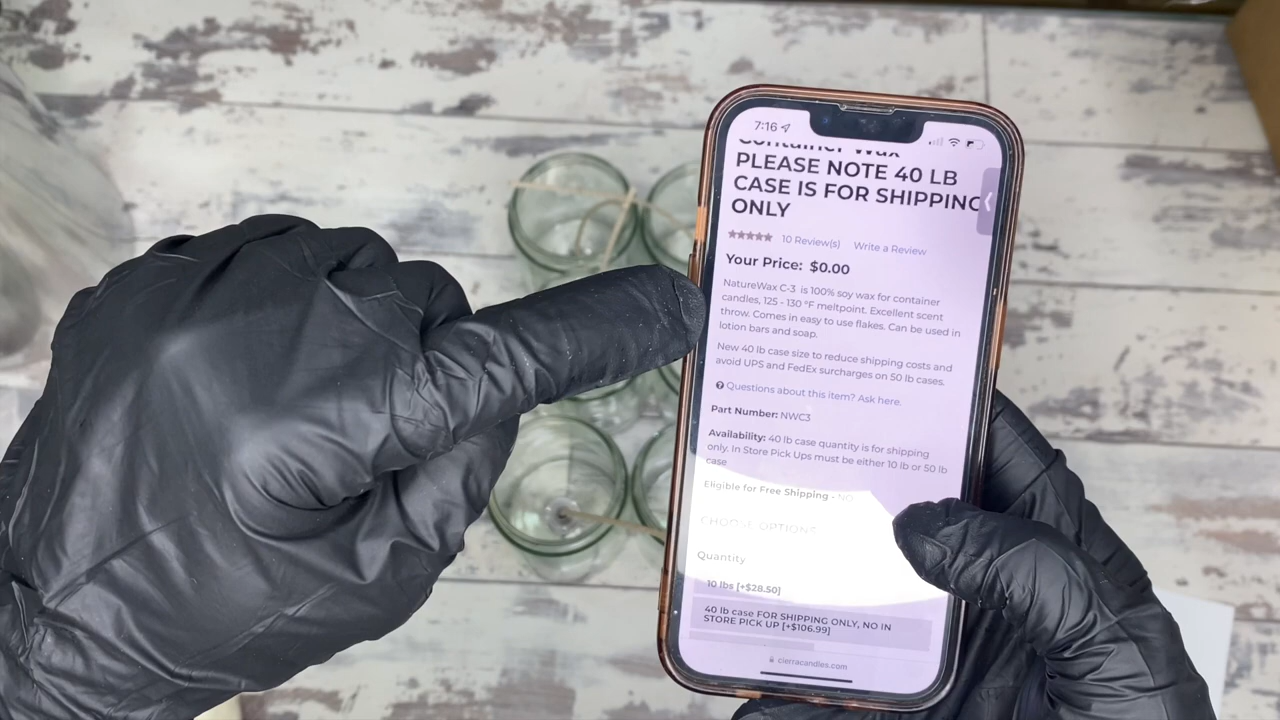 7:16
Container Wax
PLEASE NOTE 40 LB
CASE IS FOR SHIPPING
ONLY
10 Review(s) Write a Review
Your Price: $0.00
NatureWax C-3 is 100% soy wax for container
candles, 125 - 130 °F meltpoint. Excellent scent
throw. Comes in easy to use flakes. Can be used in
lotion bars and soap.
New 40 lb case size to reduce shipping costs and
avoid UPS and FedEx surcharges on 50 lb cases.
Questions about this item? Ask here.
Part Number: NWC3
Availability: 40 lb case quantity is for shipping
only. In Store Pick Ups must be either 10 lb or 50 lb
case
Eligible for Free Shipping - NO
CHOOSE OPTIONS
Quantity
10 lbs [+$28.50]
40 lb case FOR SHIPPING ONLY, NO IN
STORE PICK UP [+$106.99]
cierracandles.com